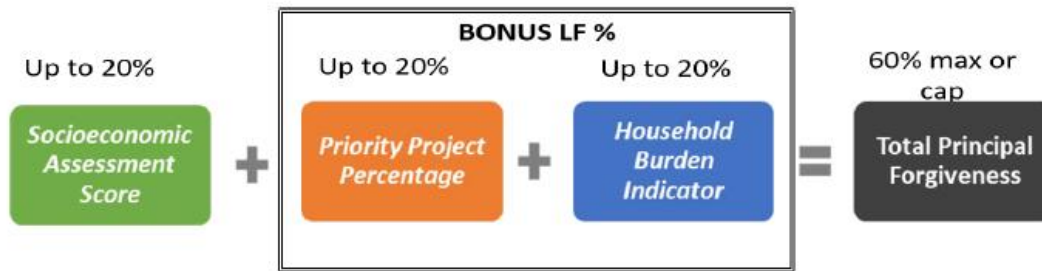 BONUS LF %
Up to 20%
Up to 20%
Up to 20%
60% max or
cap
Socioeconomic
Assessment
Score
+
Priority Project
Percentage
+
Household
Burden
Indicator
=
Total Principal
Forgiveness